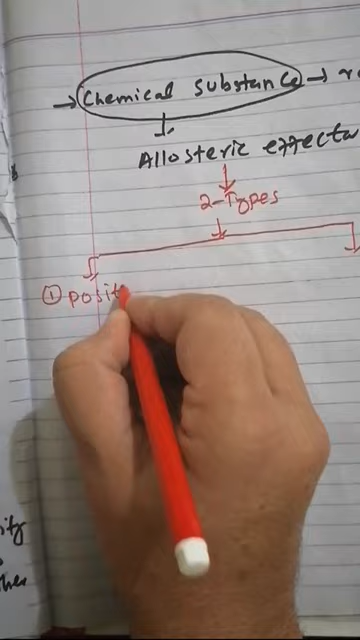 → Chemical substance →
Allosteric effector
2-Types
① posit